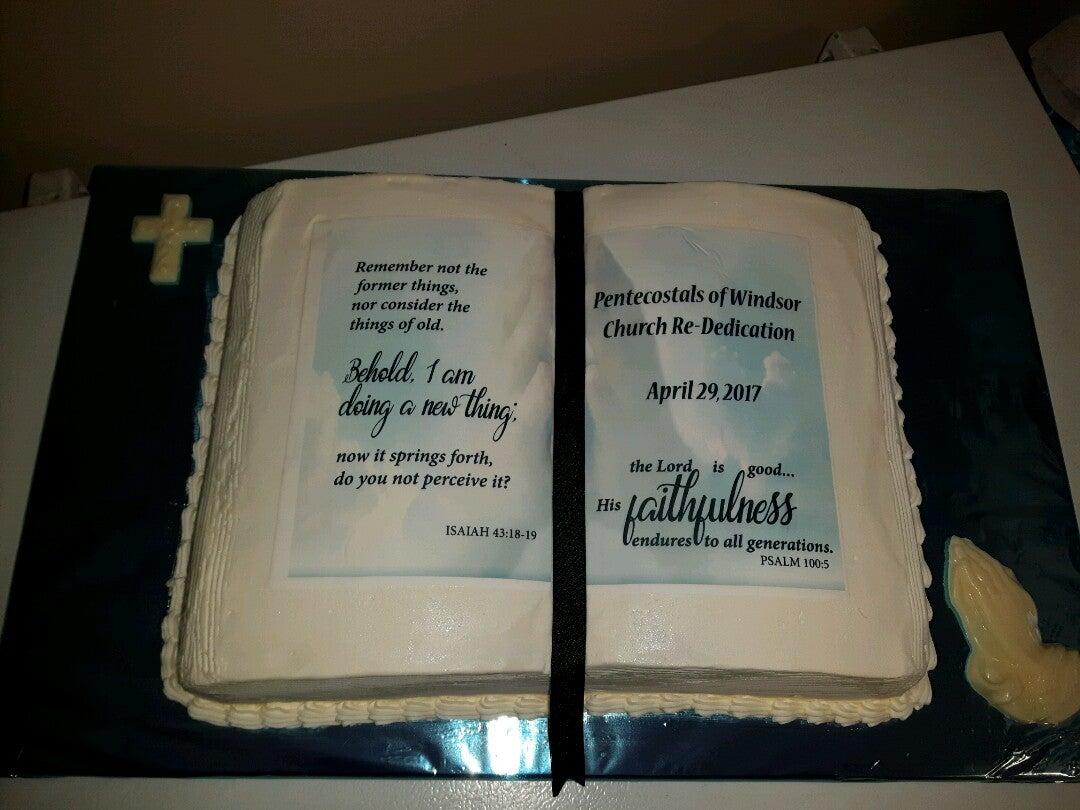 Remember not the
former things,
nor consider the
things of old.
Behold, I am
doing a new thing;
now it springs forth,
do you not perceive it?
ISAIAH 43:18-19
Pentecostals of Windsor
Church Re-Dedication
April 29, 2017
the Lord is good...
His faithfulness
endures to all generations.
PSALM 100:5